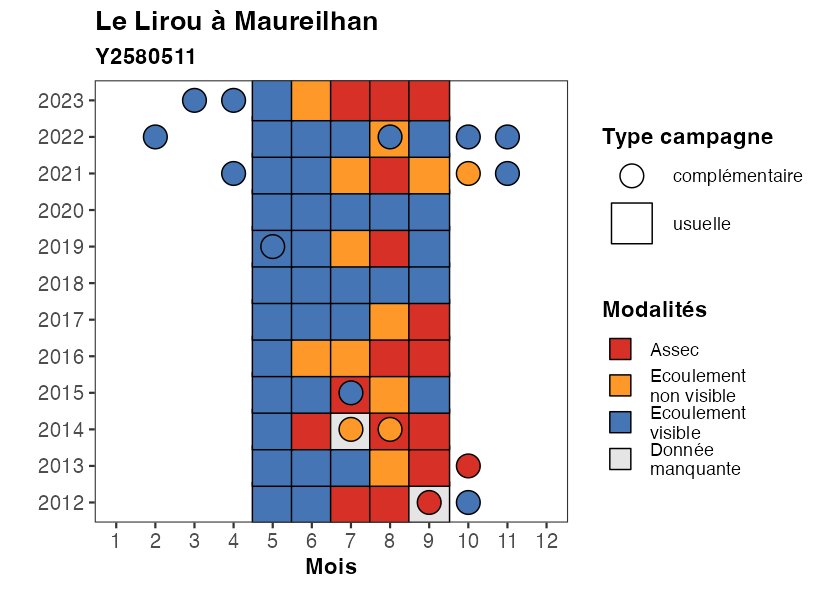 Le Lirou à Maureilhan
Y2580511
2023
2022
2021
2020
2019
2018
2017
2016
2015
2014
2013
2012
1 2 3 4 5 6 7 8 9 10 11 12
Mois
Type campagne
complémentaire
usuelle
Modalités
Assec
Ecoulement
non visible
Ecoulement
visible
Donnée
manquante